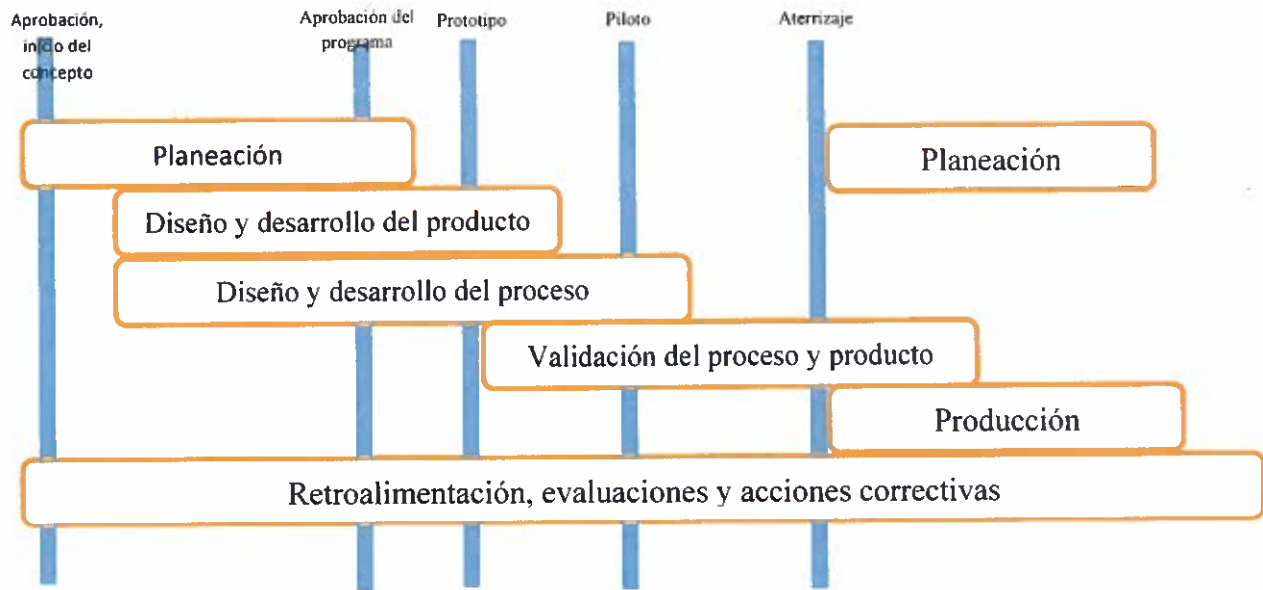 Aprobación,
inicio del
concepto
Aprobación del
programa
Prototipo
Piloto
Aterrizaje
Planeación
Planeación
Diseño y desarrollo del producto
Diseño y desarrollo del proceso
Validación del proceso y producto
Producción
Retroalimentación, evaluaciones y acciones correctivas